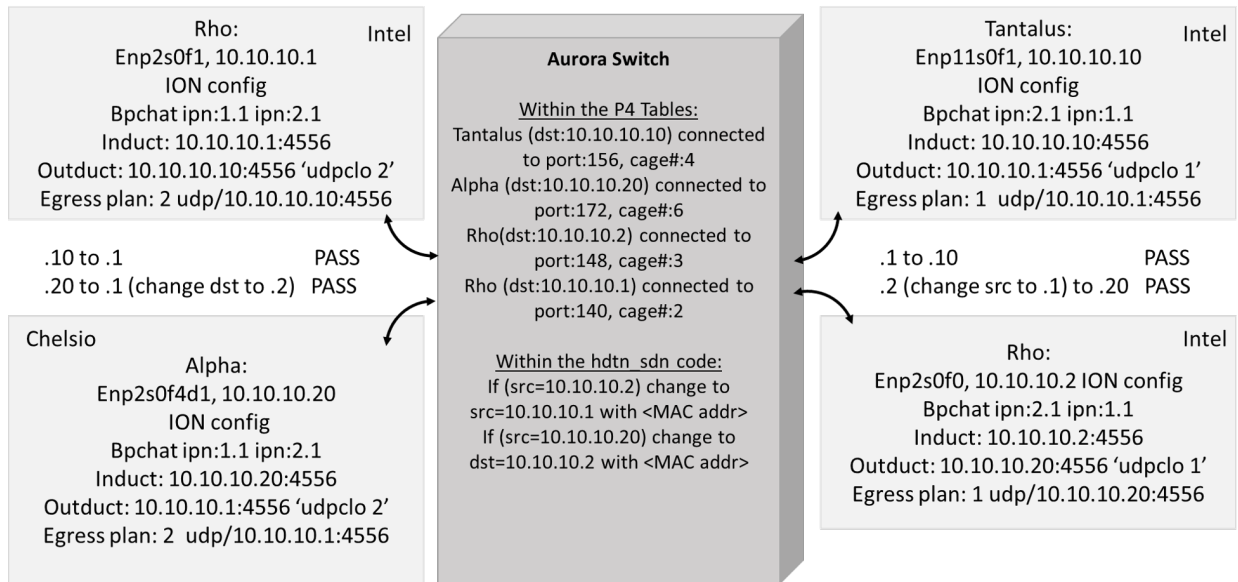 Rho:
Intel
Enp2s0f1, 10.10.10.1
ION config
Bpchat ipn:1.1 ipn:2.1
Induct: 10.10.10.1:4556
Outduct: 10.10.10.10:4556 ‘udpclo 2’
Egress plan: 2 udp/10.10.10.10:4556
.10 to .1 PASS
.20 to .1 (change dst to .2) PASS
Chelsio
Alpha:
Enp2s0f4d1, 10.10.10.20
ION config
Bpchat ipn:1.1 ipn:2.1
Induct: 10.10.10.20:4556
Outduct: 10.10.10.1:4556 ‘udpclo 2’
Egress plan: 2 udp/10.10.10.1:4556
Aurora Switch
Within the P4 Tables:
Tantalus (dst:10.10.10.10) connected
to port:156, cage#:4
Alpha (dst:10.10.10.20) connected to
port:172, cage#:6
Rho(dst:10.10.10.2) connected to
port:148, cage#:3
Rho (dst:10.10.10.1) connected to
port:140, cage#:2
Within the hdtn_sdn code:
If (src=10.10.10.2) change to
src=10.10.10.1 with <MAC addr>
If (src=10.10.10.20) change to
dst=10.10.10.2 with <MAC addr>
Tantalus:
Intel
Enp11s0f1, 10.10.10.10
ION config
Bpchat ipn:2.1 ipn:1.1
Induct: 10.10.10.10:4556
Outduct: 10.10.10.1:4556 ‘udpclo 1’
Egress plan: 1 udp/10.10.10.1:4556
.1 to .10 PASS
.2 (change src to .1) to .20 PASS
Intel
Rho:
Enp2s0f0, 10.10.10.2 ION config
Bpchat ipn:2.1 ipn:1.1
Induct: 10.10.10.2:4556
Outduct: 10.10.10.20:4556 ‘udpclo 1’
Egress plan: 1 udp/10.10.10.20:4556